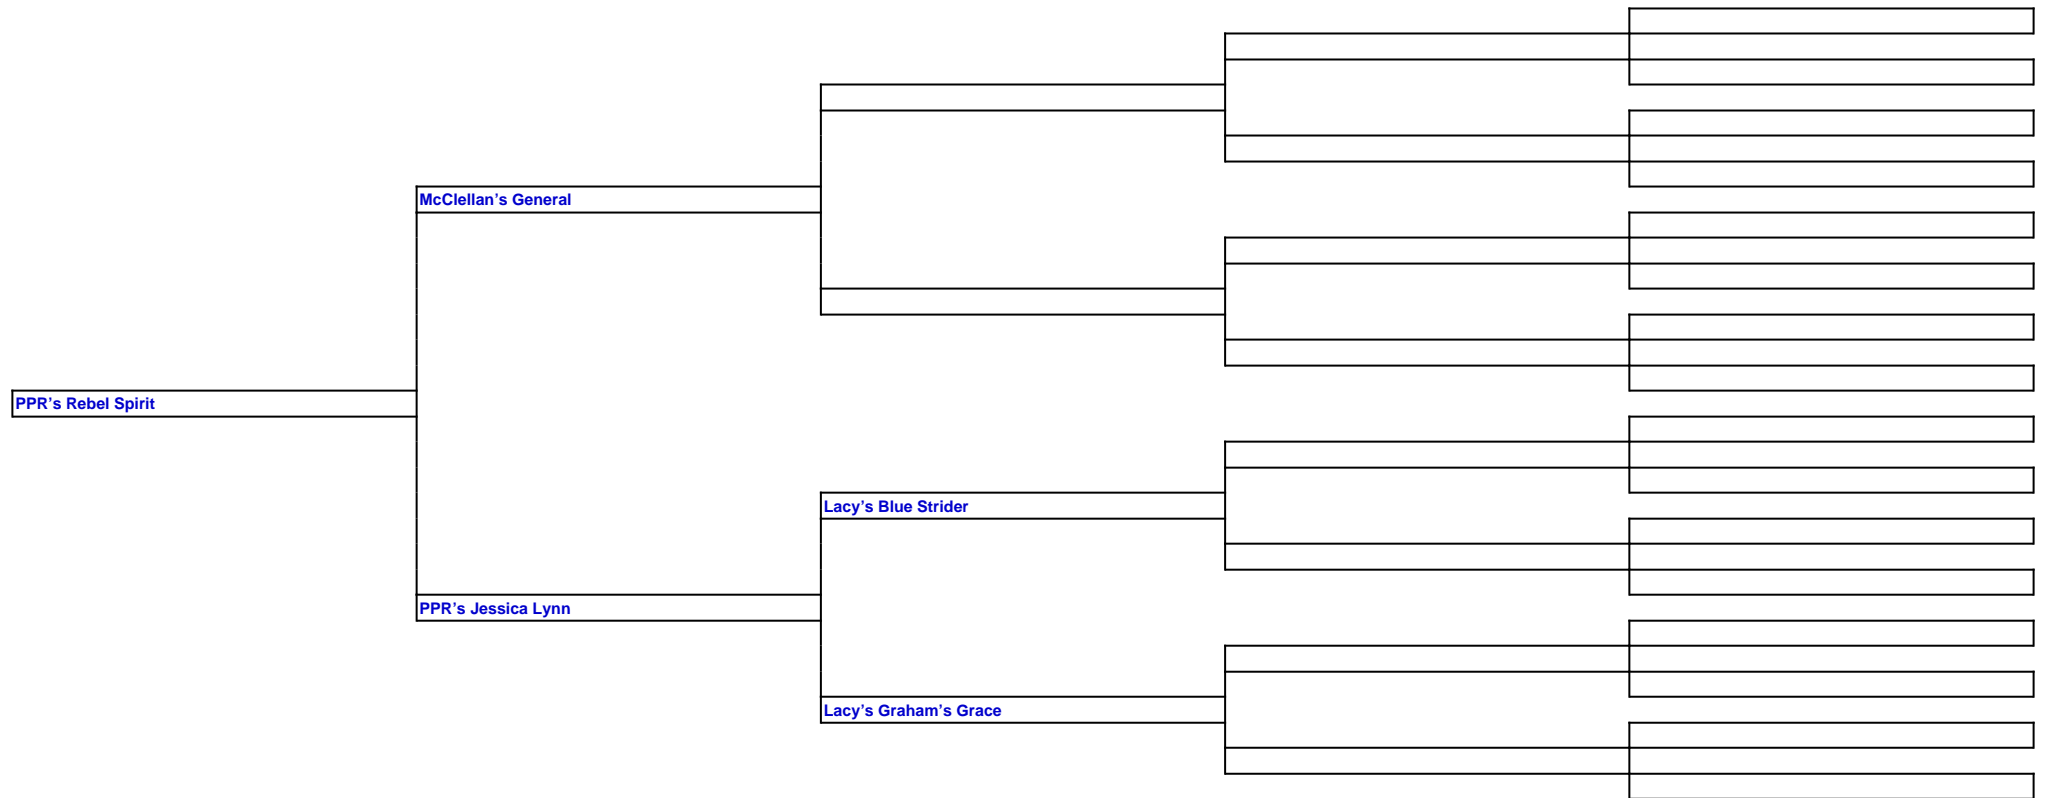 McClellan’s General
PPR’s Rebel Spirit
Lacy’s Blue Strider
PPR’s Jessica Lynn
Lacy’s Graham’s Grace